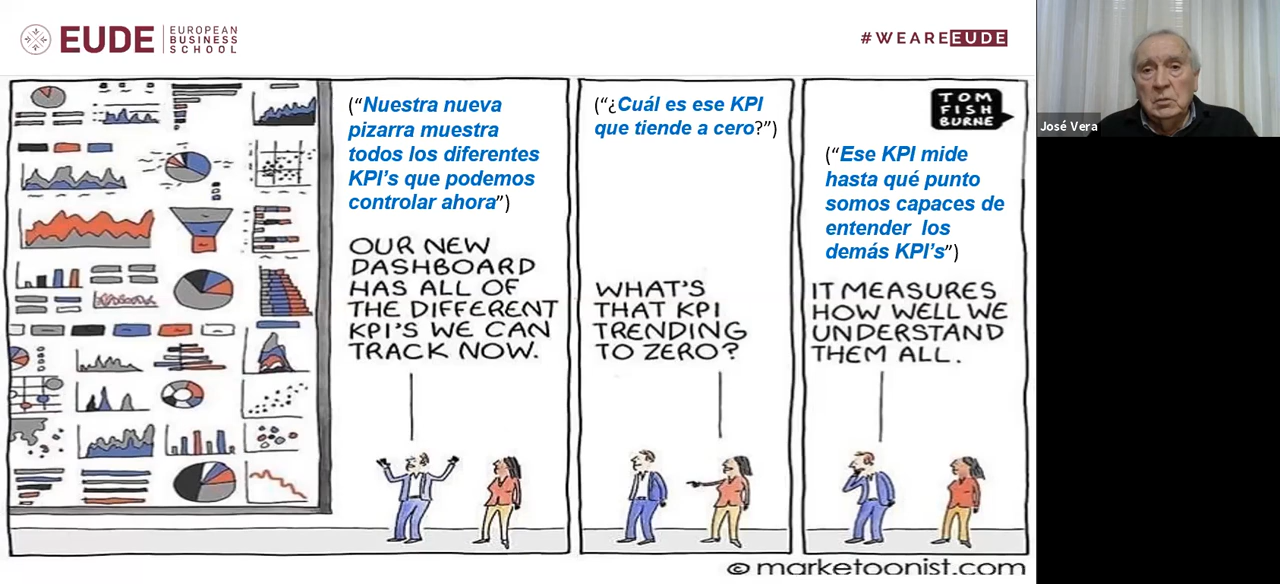 EUDE
EUROPEAN
BUSINESS
SCHOOL
#WEAREEUDE
José Vera
(“Nuestra nueva
pizarra muestra
todos los diferentes
KPI’s que podemos
controlar ahora”)
OUR NEW
DASHBOARD
HAS ALL OF
THE DIFFERENT
KPI'S WE CAN
TRACK NOW.
(“¿Cuál es ese KPI
que tiende a cero?”)
WHAT'S
THAT KPI
TRENDING
TO ZERO?
TOM
FISH
BURNE
(“Ese KPI mide
hasta qué punto
somos capaces de
entender los
demás KPI’s”)
IT MEASURES
HOW WELL WE
UNDERSTAND
THEM ALL.
© marketoonist.com